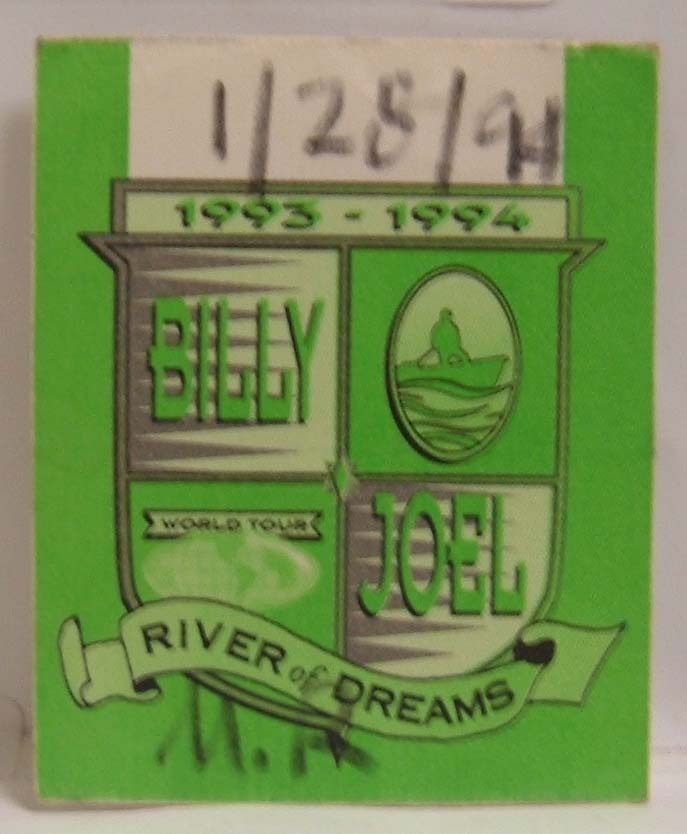 1/28/94
1993 - 1994
BILLY
WORLD TOUR
JOEL
RIVER of DREAMS
M.A